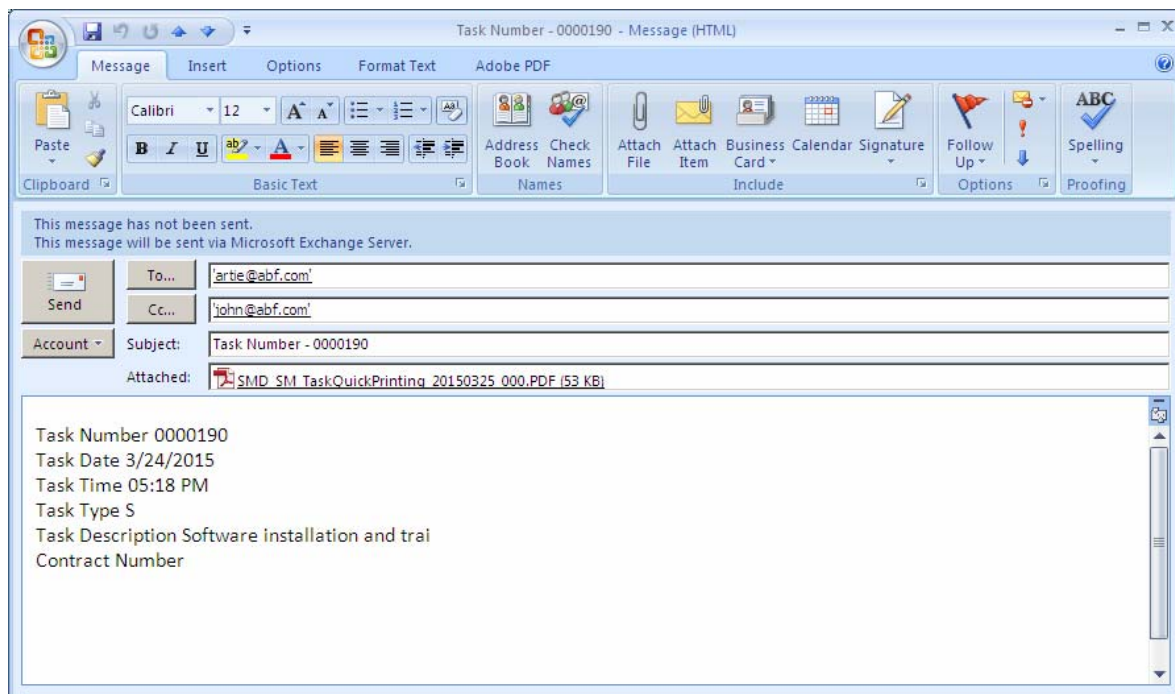 Task Number - 0000190 - Message (HTML)
Message Insert Options Format Text Adobe PDF
Calibri 12
Paste
B I U
ABC
Address Book
Check Names
Attach File
Attach Item
Business Card
Calendar
Signature
Follow Up
Spelling
Clipboard Basic Text Names Include Options Proofing
This message has not been sent.
This message will be sent via Microsoft Exchange Server.
Send
To... 'artie@abf.com'
Cc... 'john@abf.com'
Account Subject: Task Number - 0000190
Attached: SMD_SM_TaskQuickPrinting_20150325_000.PDF (53 KB)
Task Number 0000190
Task Date 3/24/2015
Task Time 05:18 PM
Task Type S
Task Description Software installation and trai
Contract Number